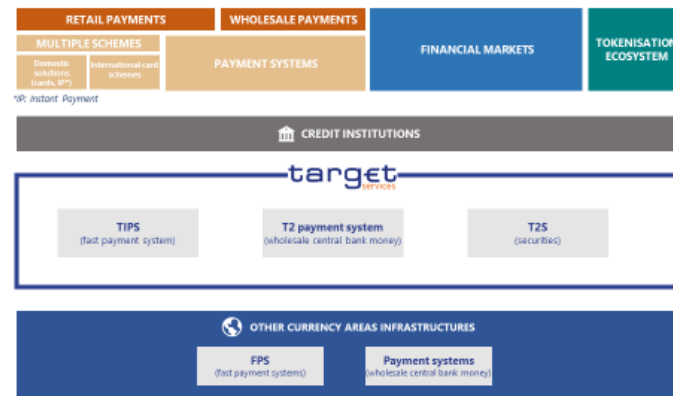 RETAIL PAYMENTS
WHOLESALE PAYMENTS
MULTIPLE SCHEMES
Domestic
solutions
(cards, IP*)
International card
schemes
PAYMENT SYSTEMS
FINANCIAL MARKETS
TOKENISATION
ECOSYSTEM
*IP: Instant Payment
CREDIT INSTITUTIONS
target
services
TIPS
(fast payment system)
T2 payment system
(wholesale central bank money)
T2S
(securities)
OTHER CURRENCY AREAS INFRASTRUCTURES
FPS
(fast payment systems)
Payment systems
(wholesale central bank money)